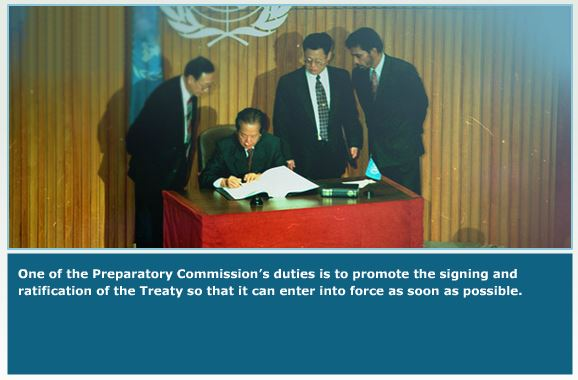 One of the Preparatory Commission’s duties is to promote the signing and
ratification of the Treaty so that it can enter into force as soon as possible.